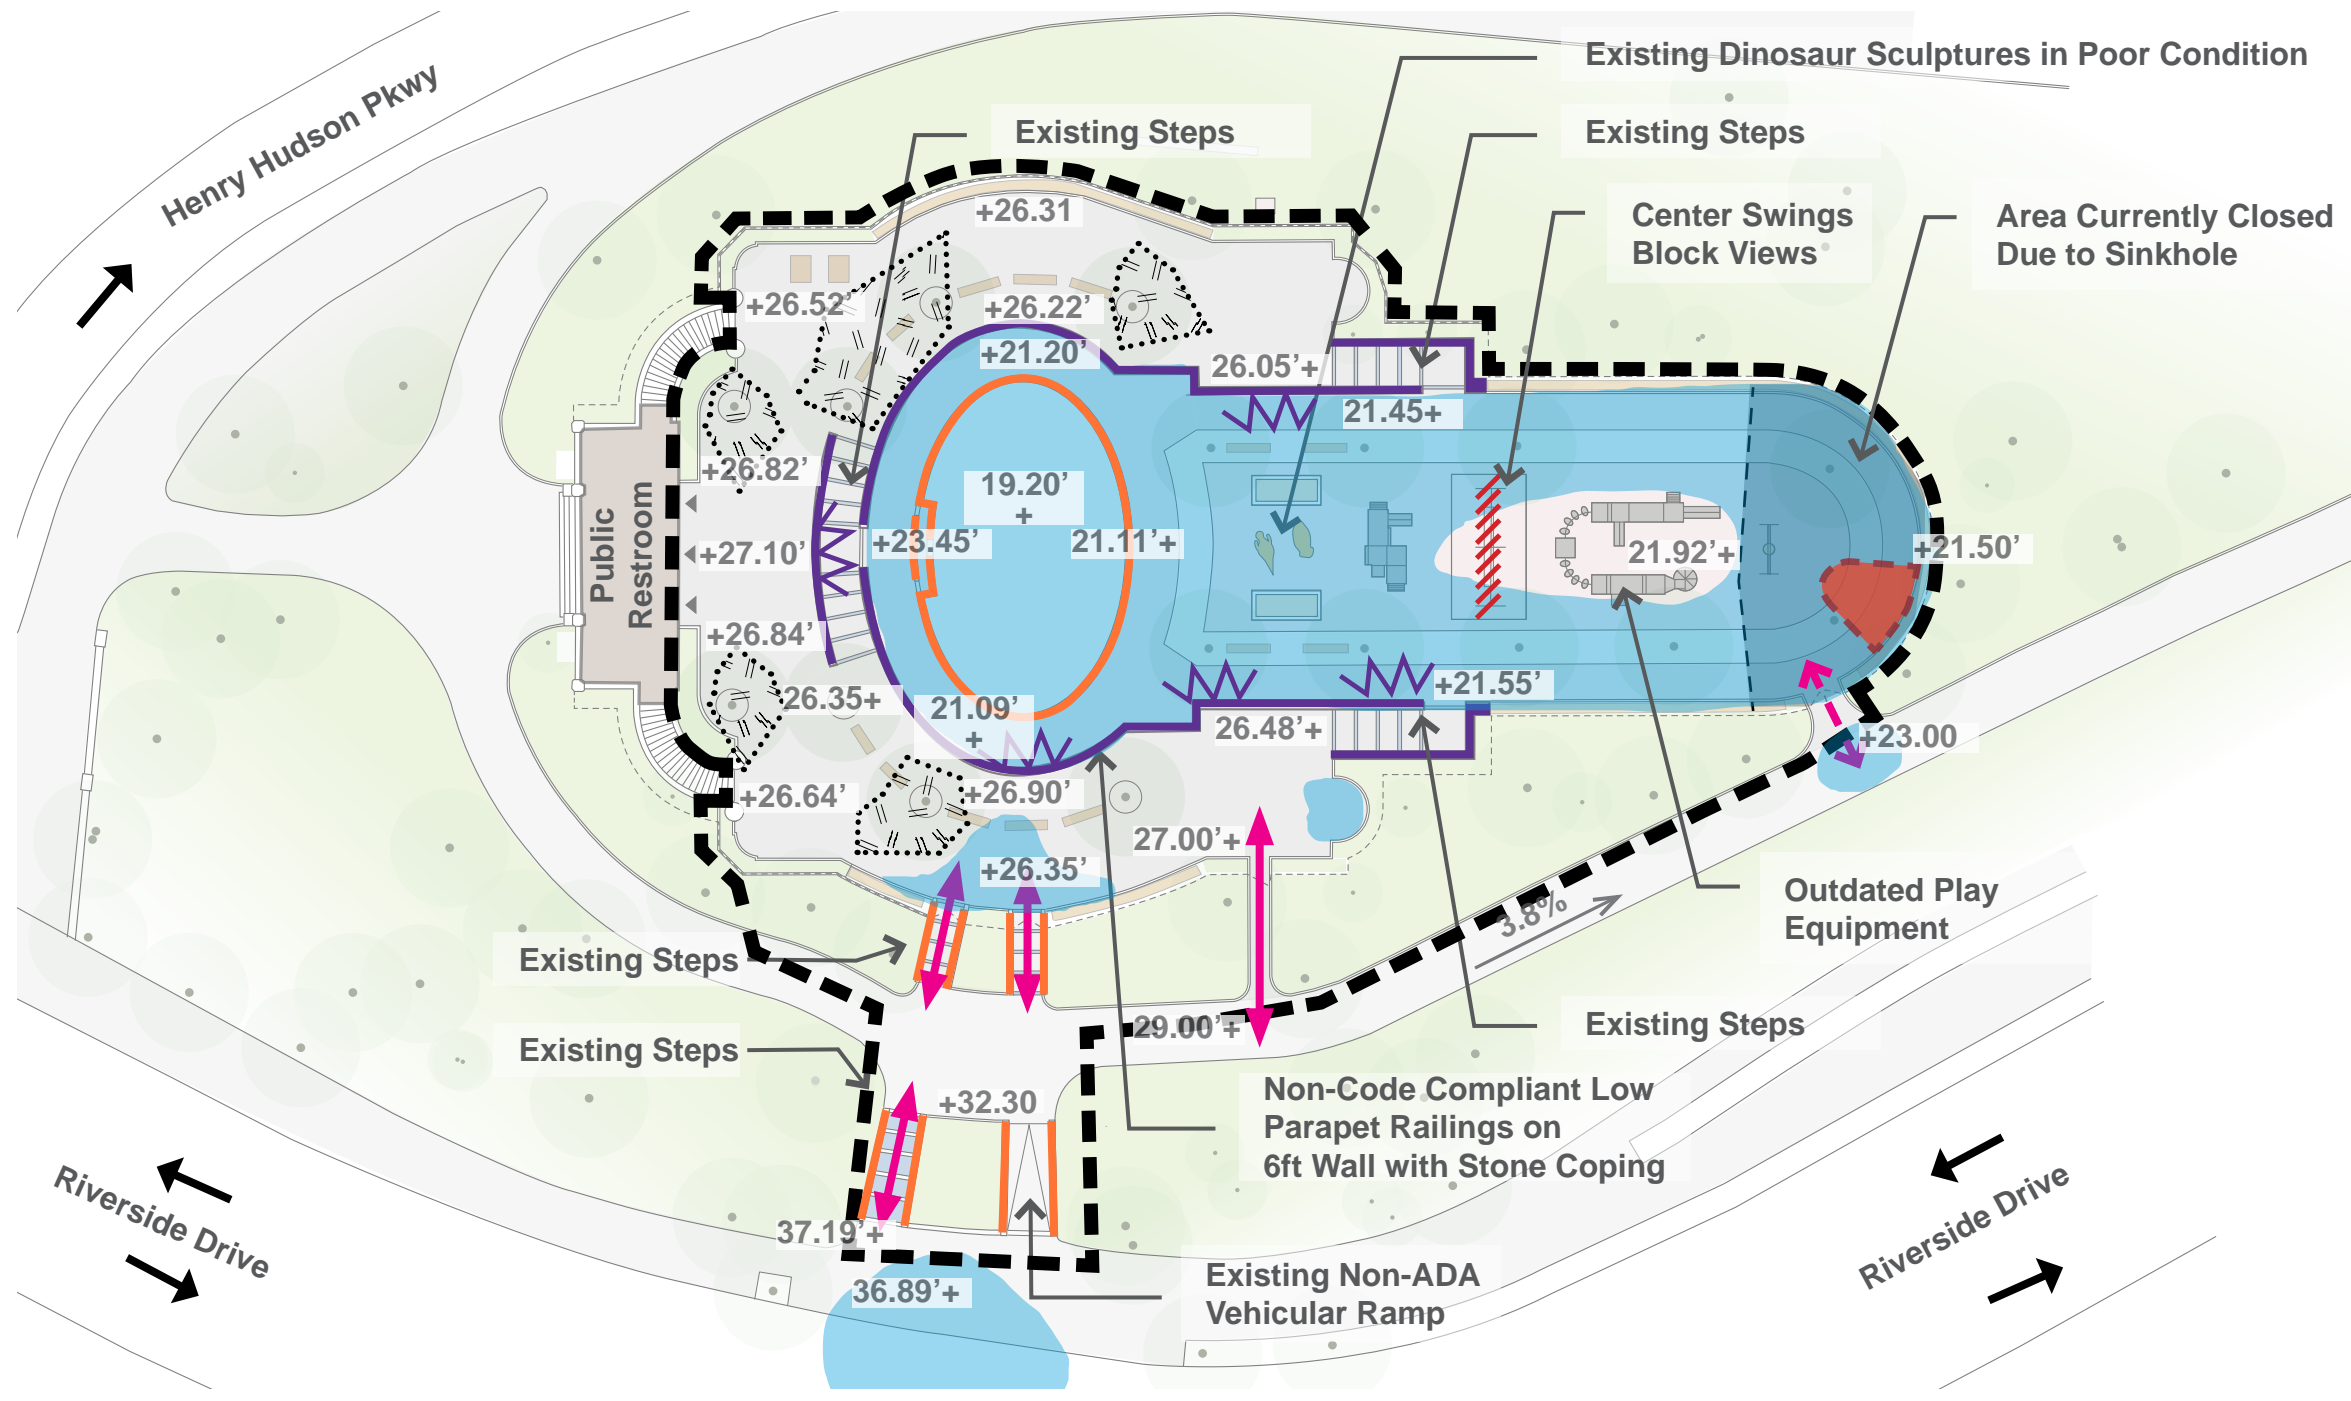 Existing Dinosaur Sculptures in Poor Condition
Henry Hudson Pkwy
Existing Steps
Existing Steps
+26.31
Center Swings
Block Views
Area Currently Closed
Due to Sinkhole
+26.52’
+26.22’
+21.20’
26.05’+
21.45+
+26.82’
19.20’
+
Public
Restroom
+27.10’
+23.45’
21.11’+
21.92’+
+21.50’
+26.84’
26.35+
21.09’
+
+21.55’
26.48’+
+23.00
+26.64’
+26.90’
27.00’+
+26.35’
3.8%
Outdated Play
Equipment
Existing Steps
29.00’+
Existing Steps
Existing Steps
+32.30
Non-Code Compliant Low
Parapet Railings on
6ft Wall with Stone Coping
Riverside Drive
37.19’+
36.89’+
Existing Non-ADA
Vehicular Ramp
Riverside Drive